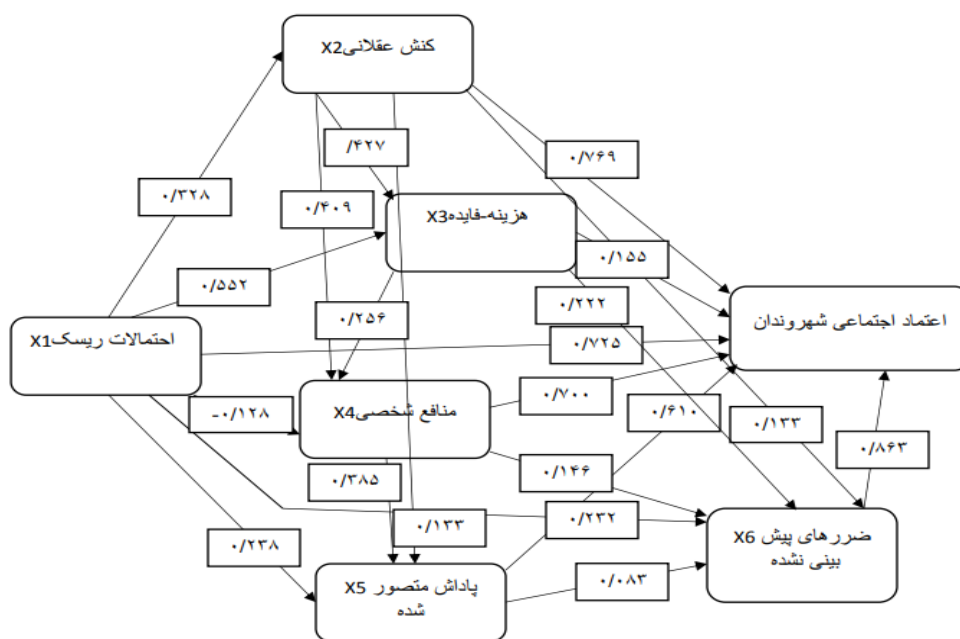 کنش عقلانیX2
۰/۷۶۹
/۴۲۷
۰/۳۲۸
۰/۴۰۹
هزینه-فایدهX3
۰/۱۵۵
۰/۵۵۲
۰/۲۲۲
۰/۲۵۶
اعتماد اجتماعی شهروندان
احتمالات ریسکX1
۰/۷۲۵
منافع شخصیX4
۰/۷۰۰
-۰/۱۲۸
۰/۶۱۰
۰/۱۳۳
۰/۸۶۳
۰/۱۴۶
۰/۳۸۵
۰/۲۳۲
۰/۱۳۳
۰/۲۳۸
ضررهای پیش X6
بینی نشده
پاداش متصور X5
شده
۰/۰۸۳